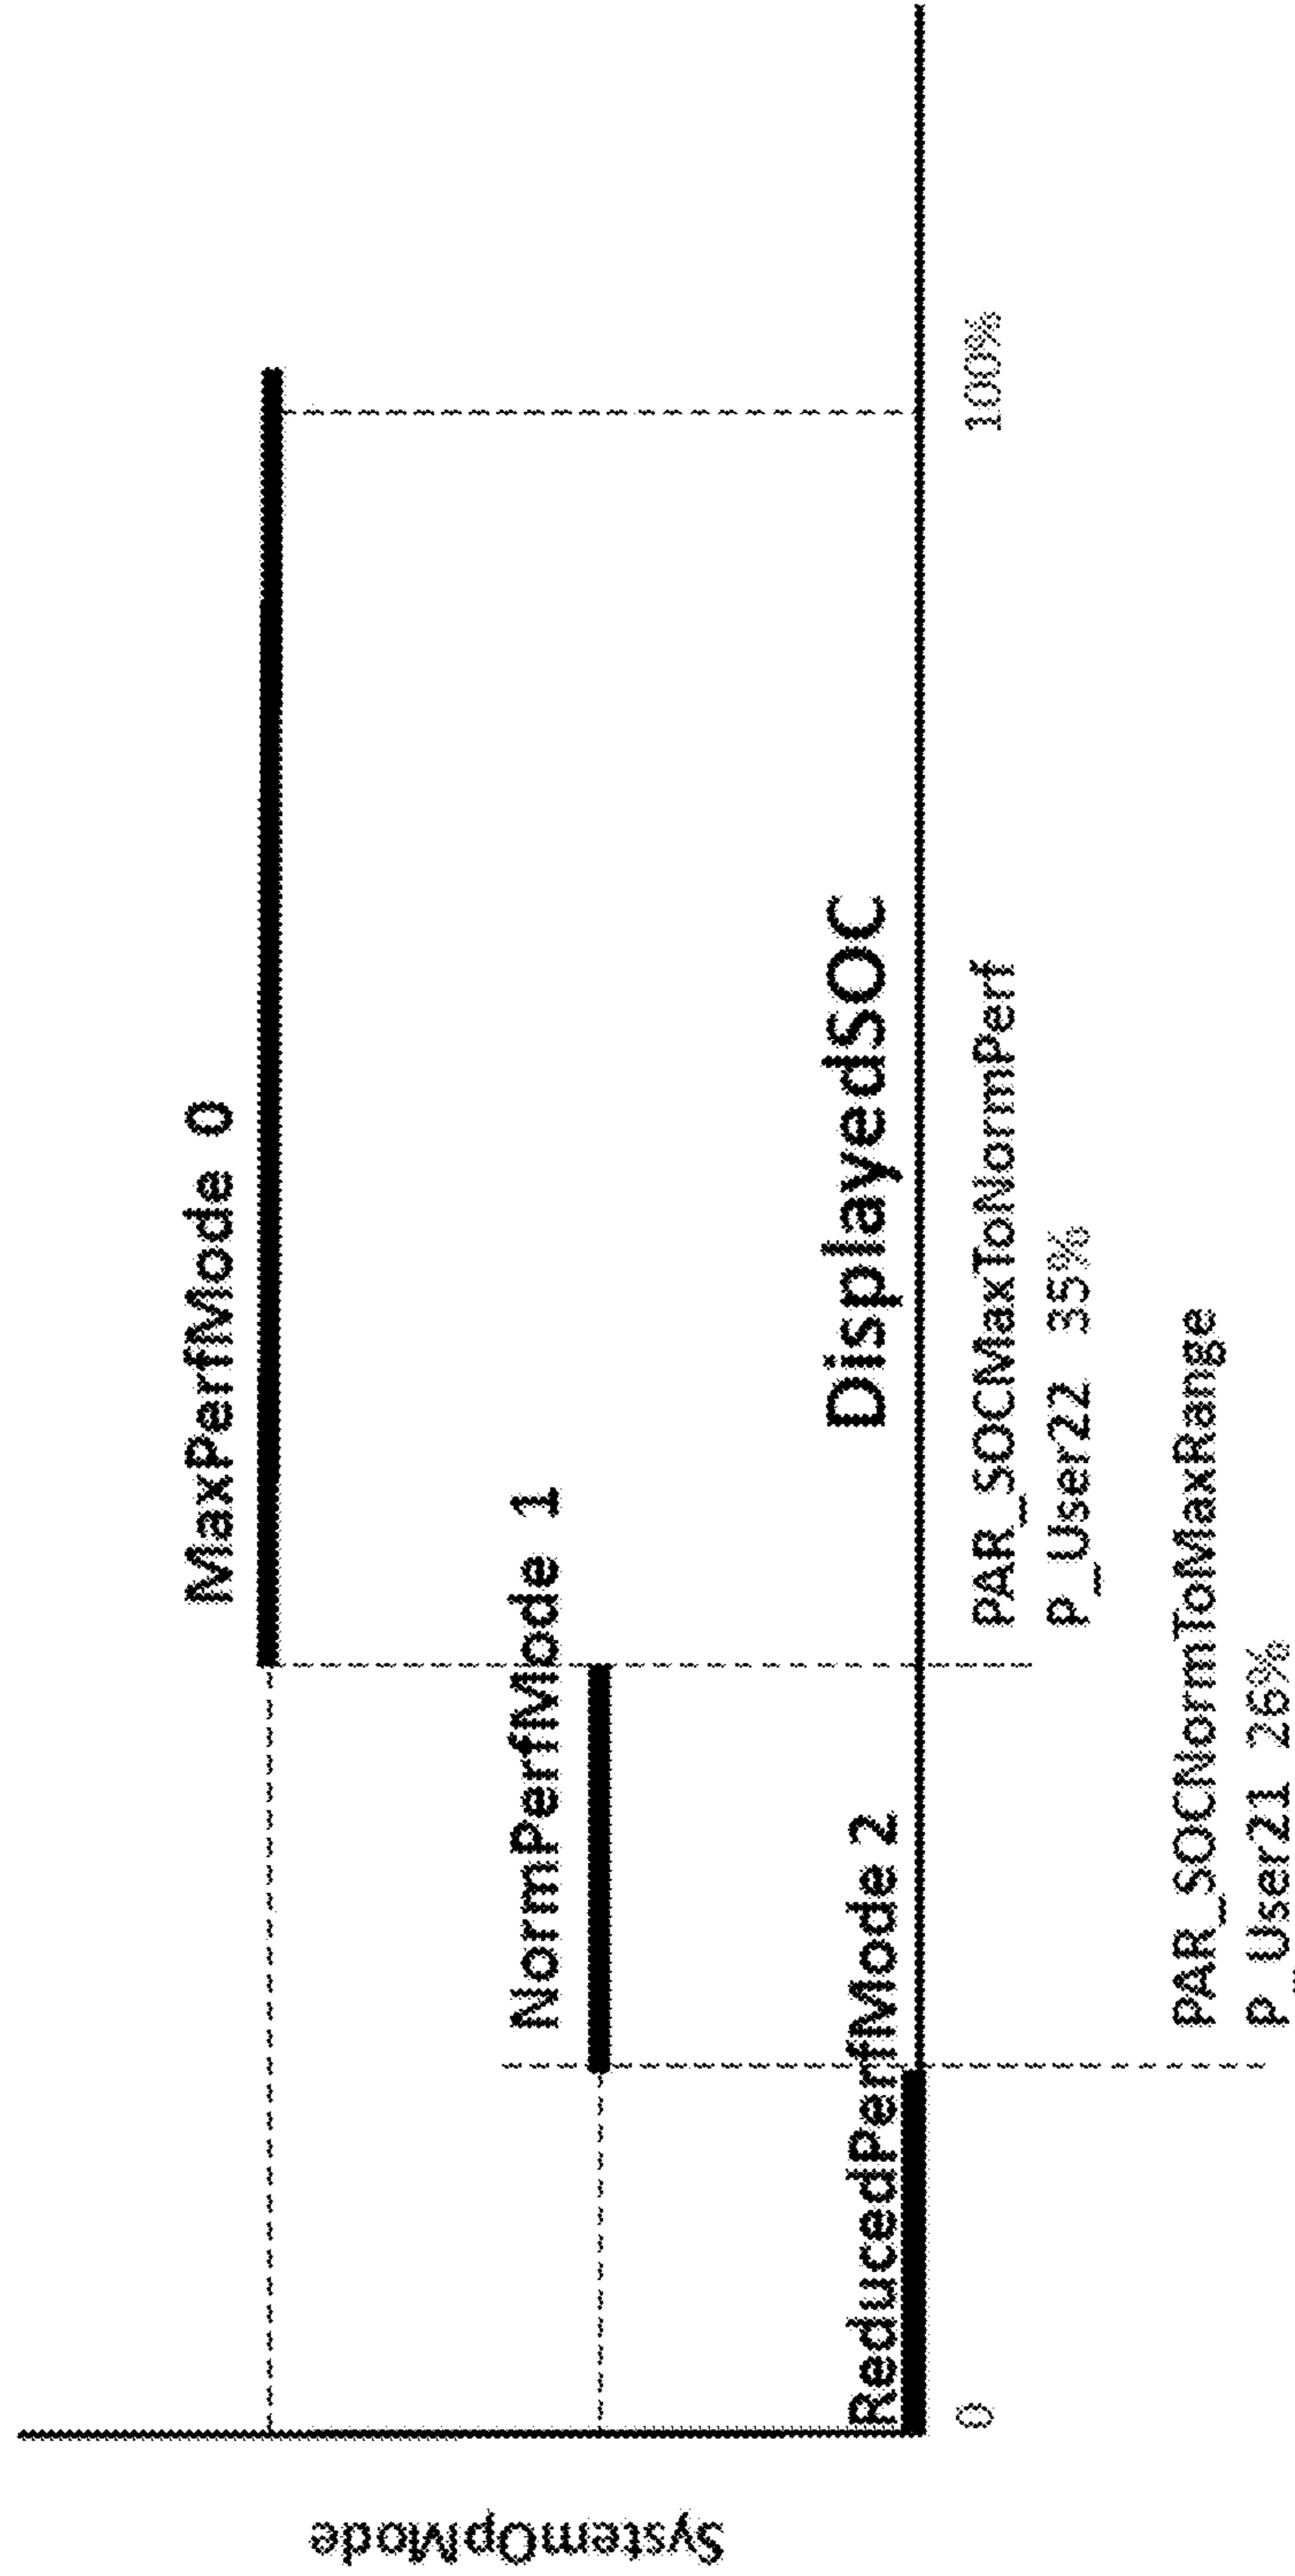 SystemOpMode
MaxPerfMode 0
NormPerfMode 1
ReducedPerfMode 2
DisplayedSOC
0
100%
PAR_SOCMaxToNormPerf
P_User22 35%
PAR_SOCNormToMaxRange
P_User21 26%